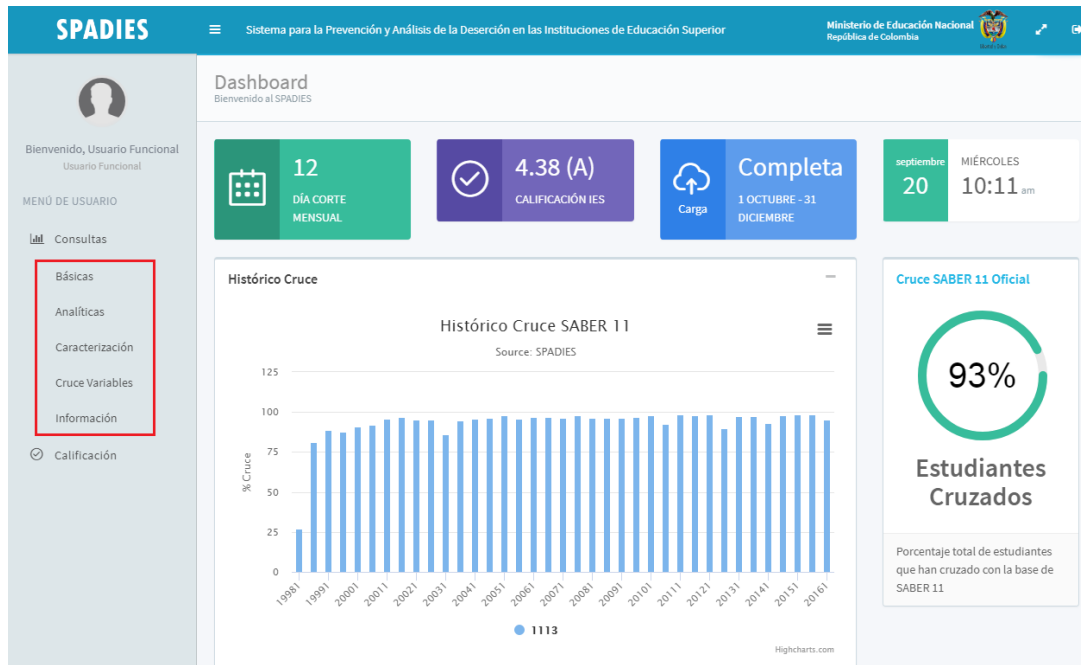 SPADIES
Sistema para la Prevención y Análisis de la Deserción en las Instituciones de Educación Superior
Ministerio de Educación Nacional
República de Colombia
Bienvenido, Usuario Funcional
Usuario Funcional
MENÚ DE USUARIO
Consultas
Básicas
Analíticas
Caracterización
Cruce Variables
Información
Calificación
Dashboard
Bienvenido al SPADIES
12
DÍA CORTE
MENSUAL
4.38 (A)
CALIFICACIÓN IES
Carga
Completa
1 OCTUBRE - 31
DICIEMBRE
septiembre
20
MIÉRCOLES
10:11 am
Histórico Cruce
Histórico Cruce SABER 11
Source: SPADIES
% Cruce
125
100
75
50
25
0
19981
19991
20001
20011
20021
20031
20041
20051
20061
20071
20081
20091
20101
20111
20121
20131
20141
20151
20161
1113
Highcharts.com
Cruce SABER 11 Oficial
93%
Estudiantes
Cruzados
Porcentaje total de estudiantes
que han cruzado con la base de
SABER 11